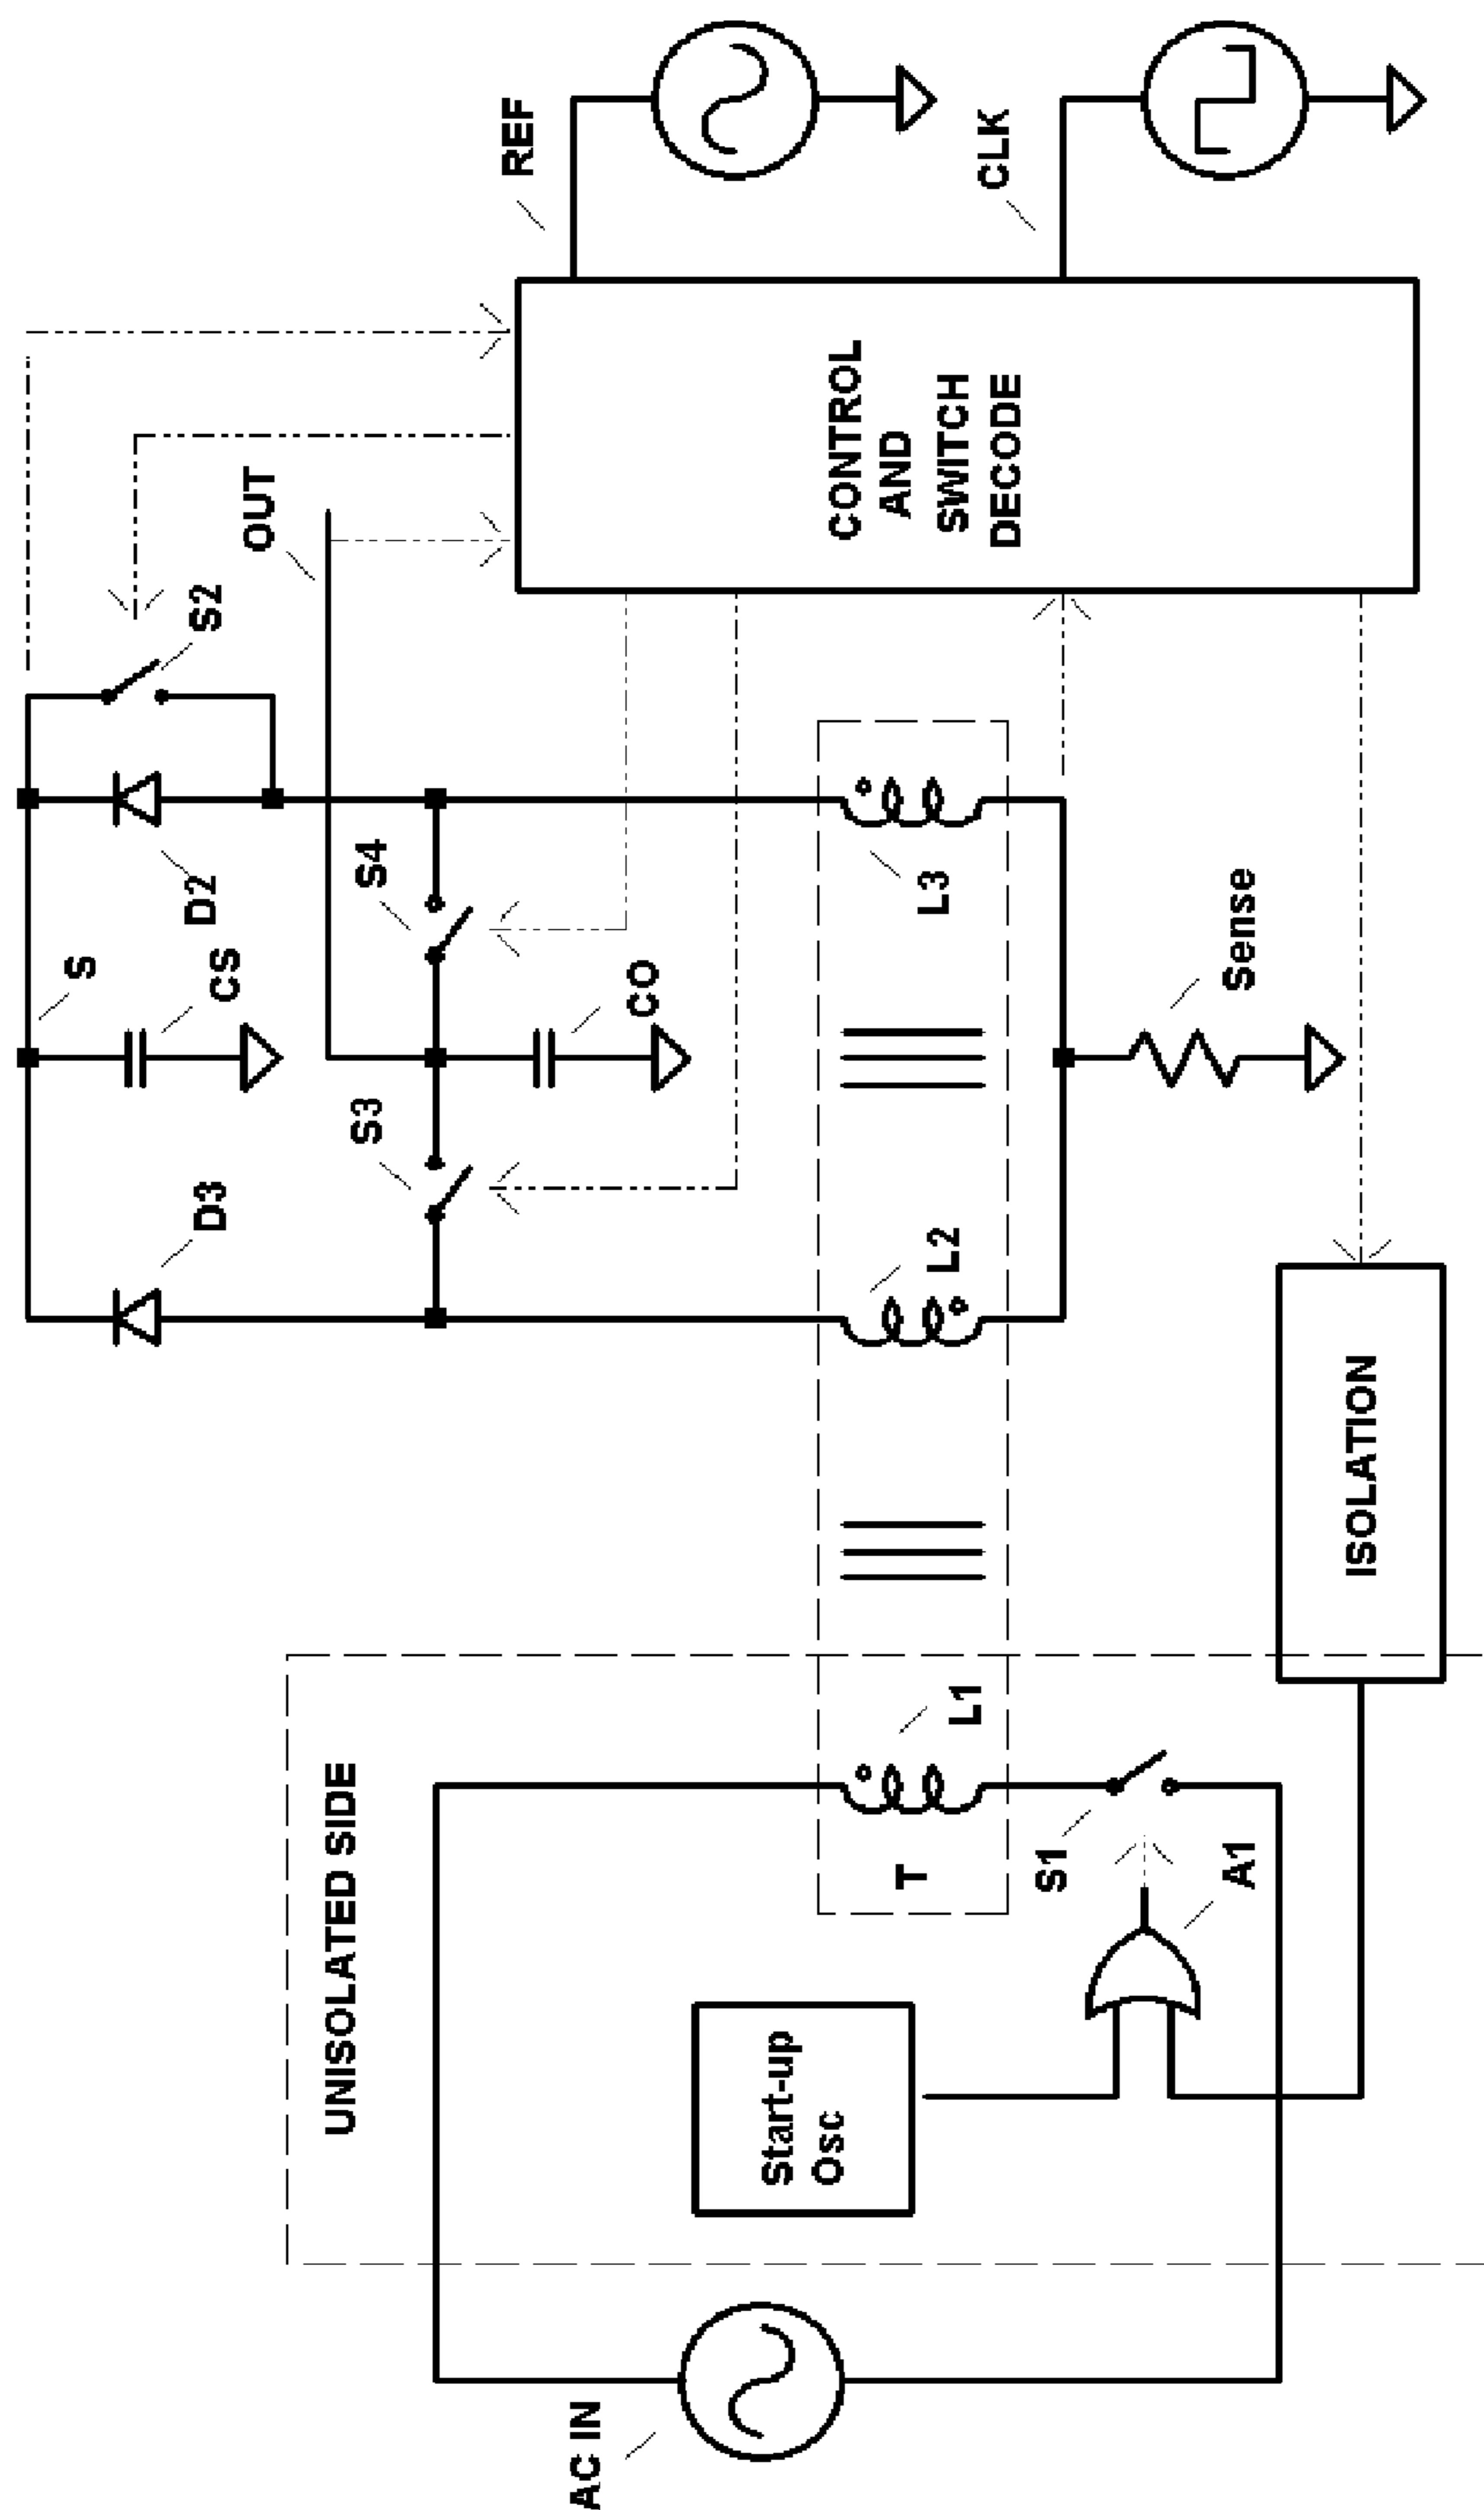 AC IN
UNISOLATED SIDE
Start-up
Osc
T
L1
S1
A1
ISOLATION
D3
S
CS
D2
S2
OUT
S3
S4
CO
L2
L3
Sense
CONTROL
AND
SWITCH
DECODE
REF
CLK